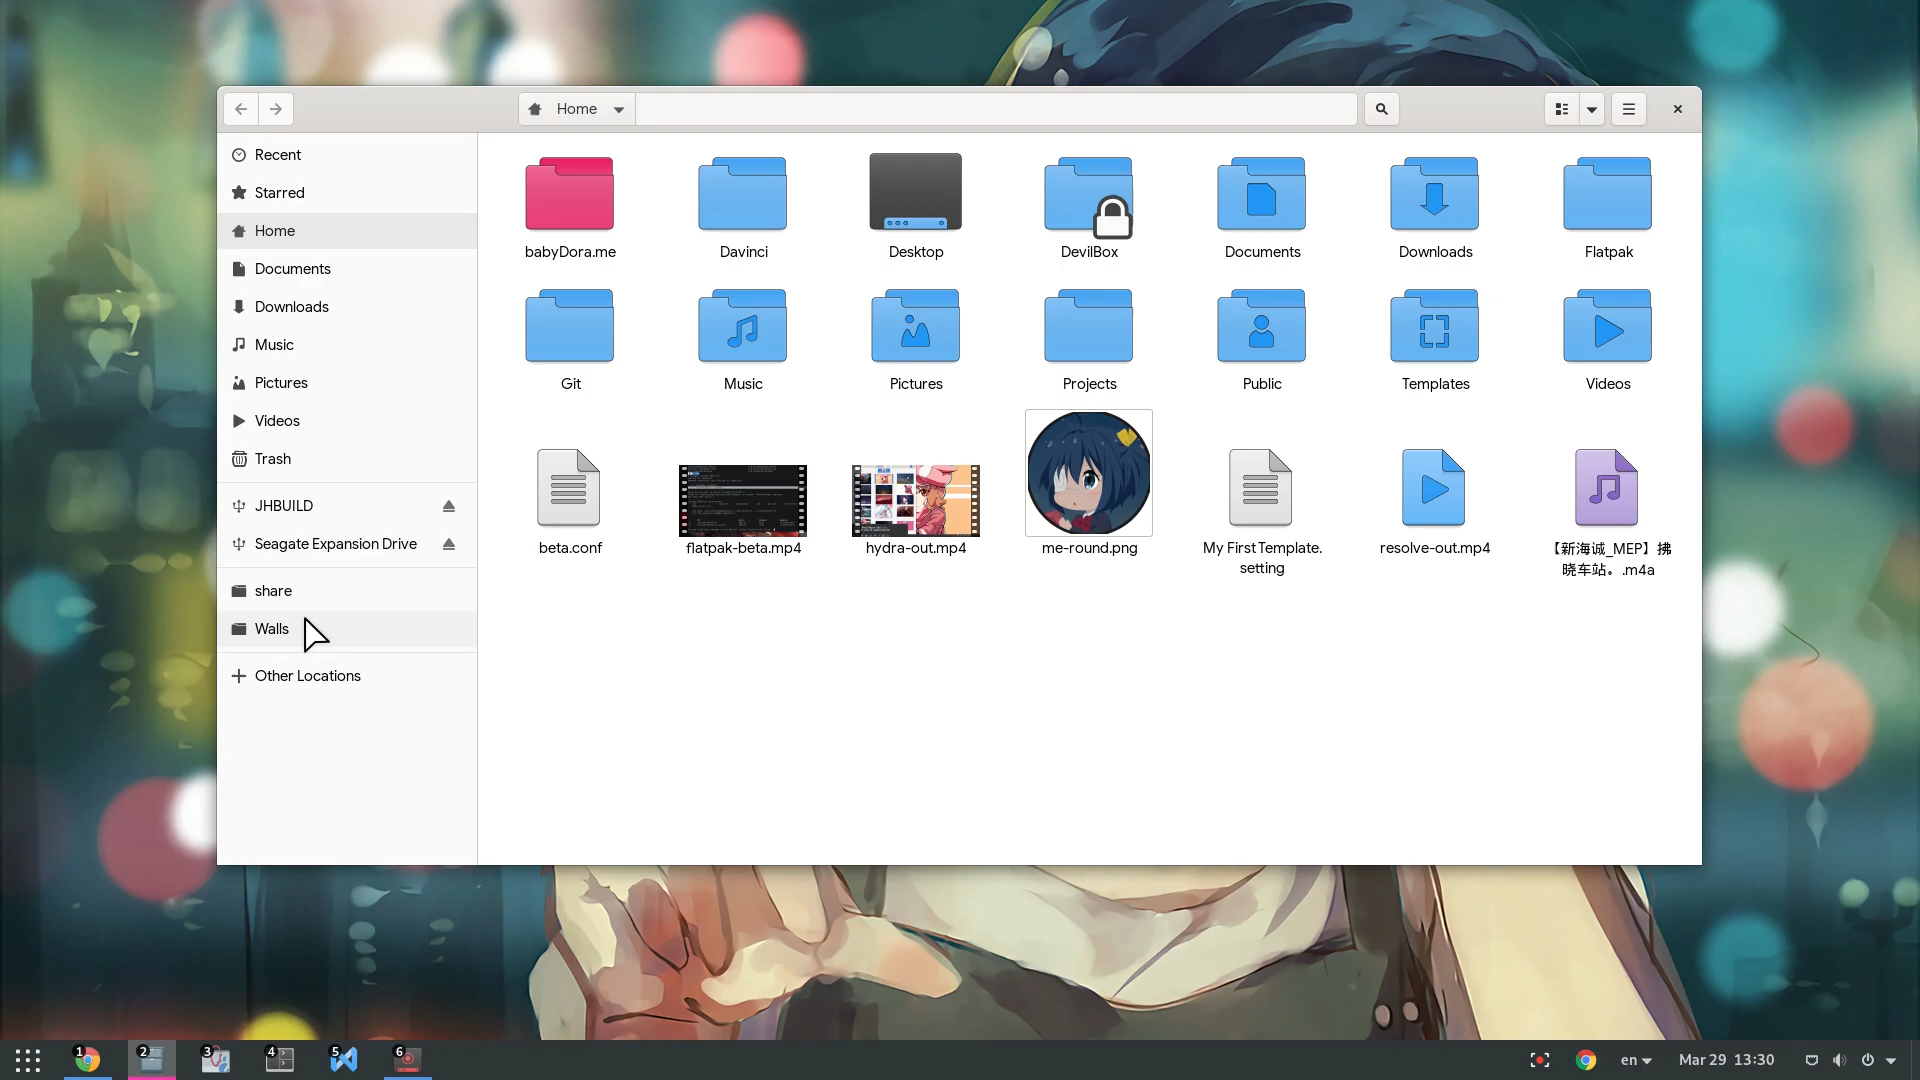 Home
Recent
Starred
Home
Documents
Downloads
Music
Pictures
Videos
Trash
JHBUILD
Seagate Expansion Drive
share
Walls
Other Locations
babyDora.me
Davinci
Desktop
DevilBox
Documents
Downloads
Flatpak
Git
Music
Pictures
Projects
Public
Templates
Videos
beta.conf
flatpak-beta.mp4
hydra-out.mp4
me-round.png
My First Template.
setting
resolve-out.mp4
【新海诚_MEP】拂
晓车站。.m4a
1
2
3
4
5
6
en
Mar 29 13:30